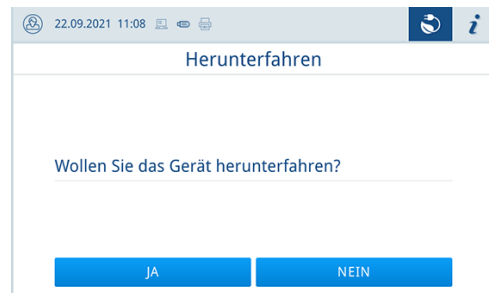 22.09.2021 11:08
i
Herunterfahren
Wollen Sie das Gerät herunterfahren?
JA
NEIN